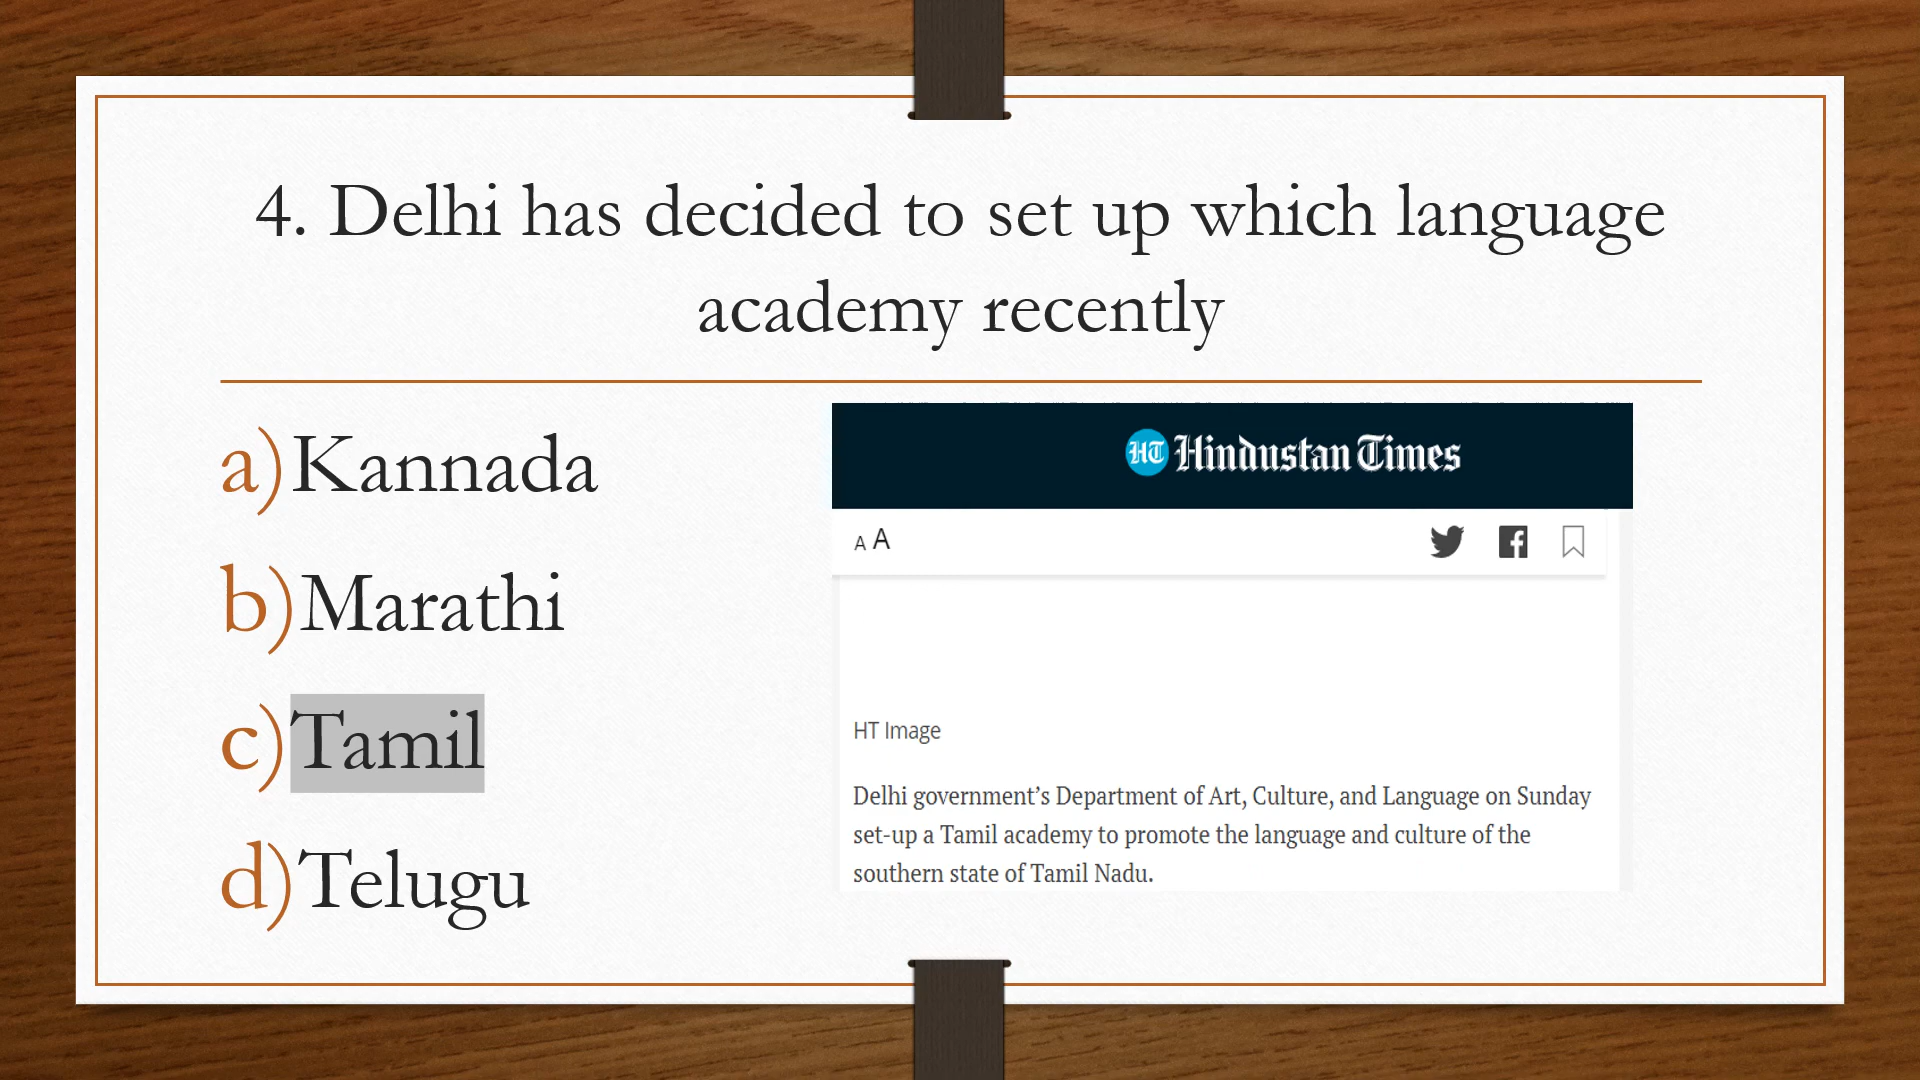 4. Delhi has decided to set up which language
academy recently
a) Kannada
b) Marathi
c) Tamil
d) Telugu
HT Hindustan Times
A A
HT Image
Delhi government’s Department of Art, Culture, and Language on Sunday
set-up a Tamil academy to promote the language and culture of the
southern state of Tamil Nadu.